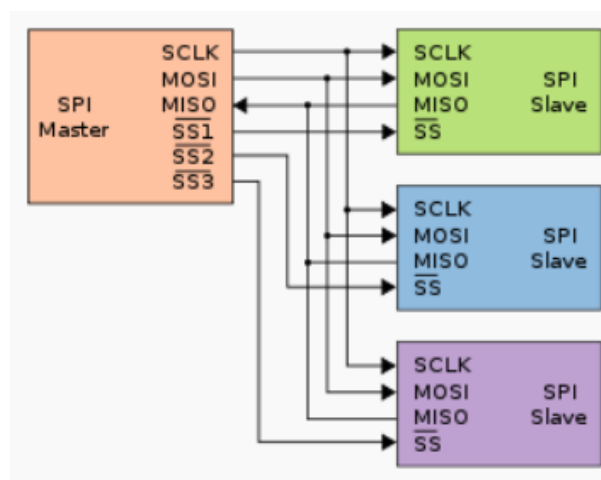 SPI
Master
SCLK
MOSI
MISO
SS1
SS2
SS3
SCLK
MOSI
MISO
SS
SPI
Slave
SCLK
MOSI
MISO
SS
SPI
Slave
SCLK
MOSI
MISO
SS
SPI
Slave